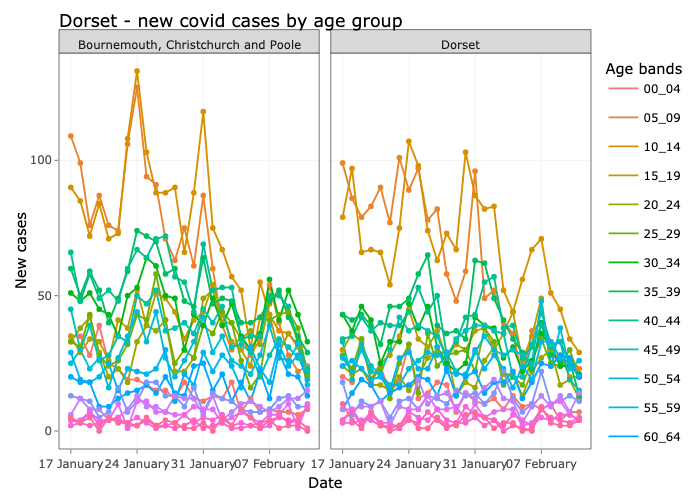 Dorset - new covid cases by age group
Bournemouth, Christchurch and Poole
Dorset
New cases
100
50
0
17 January 24 January 31 January 07 February
17 January 24 January 31 January 07 February
Date
Age bands
00_04
05_09
10_14
15_19
20_24
25_29
30_34
35_39
40_44
45_49
50_54
55_59
60_64